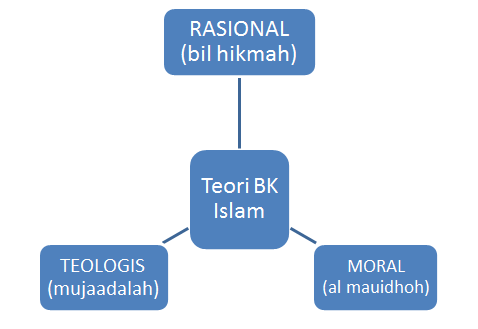 RASIONAL
(bil hikmah)
Teori BK
Islam
TEOLOGIS
(mujaadalah)
MORAL
(al mauidhoh)